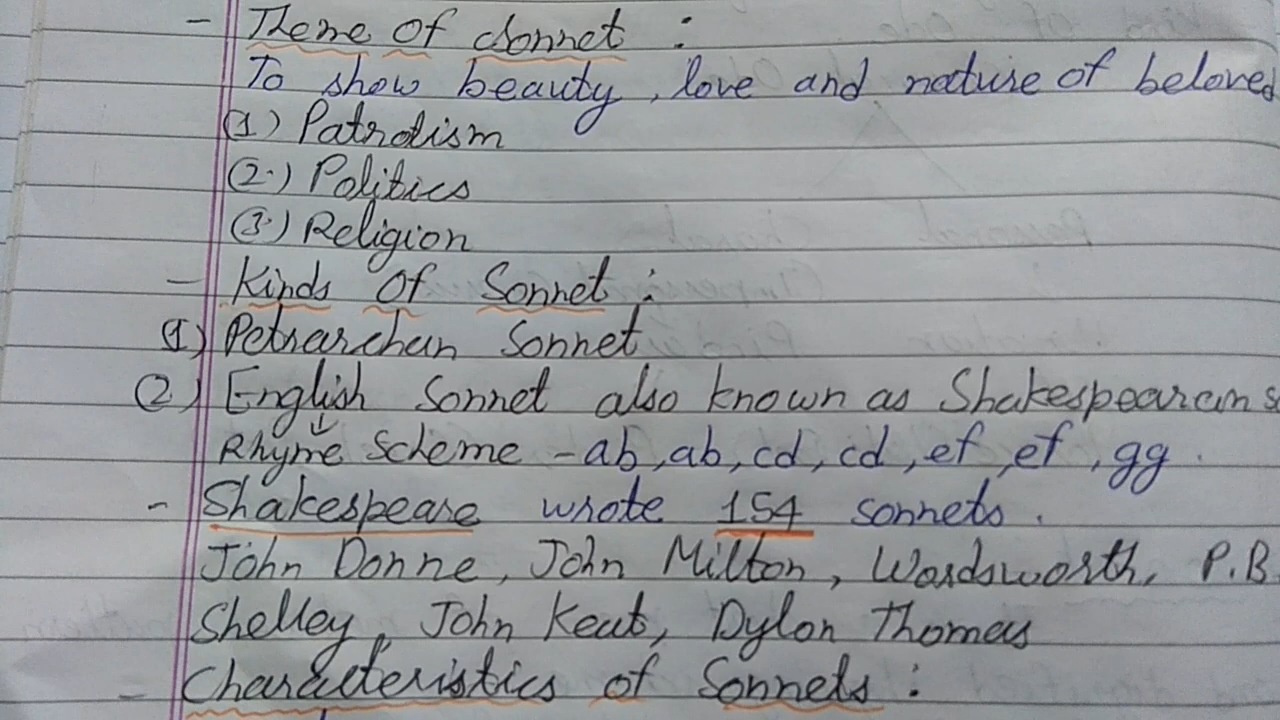 - Theme Of Sonnet :
To show beauty, love and nature of beloved
(1) Patriotism
(2.) Politics
(3.) Religion
- Kinds Of Sonnet :
(1) Petrarchan Sonnet
(2) English Sonnet also known as Shakespearean s
Rhyme Scheme - ab, ab, cd, cd, ef, ef, gg.
- Shakespeare wrote 154 sonnets.
John Donne, John Milton, Wordsworth, P.B.
Shelley, John Keats, Dylon Thomas
- Characteristics of Sonnets :